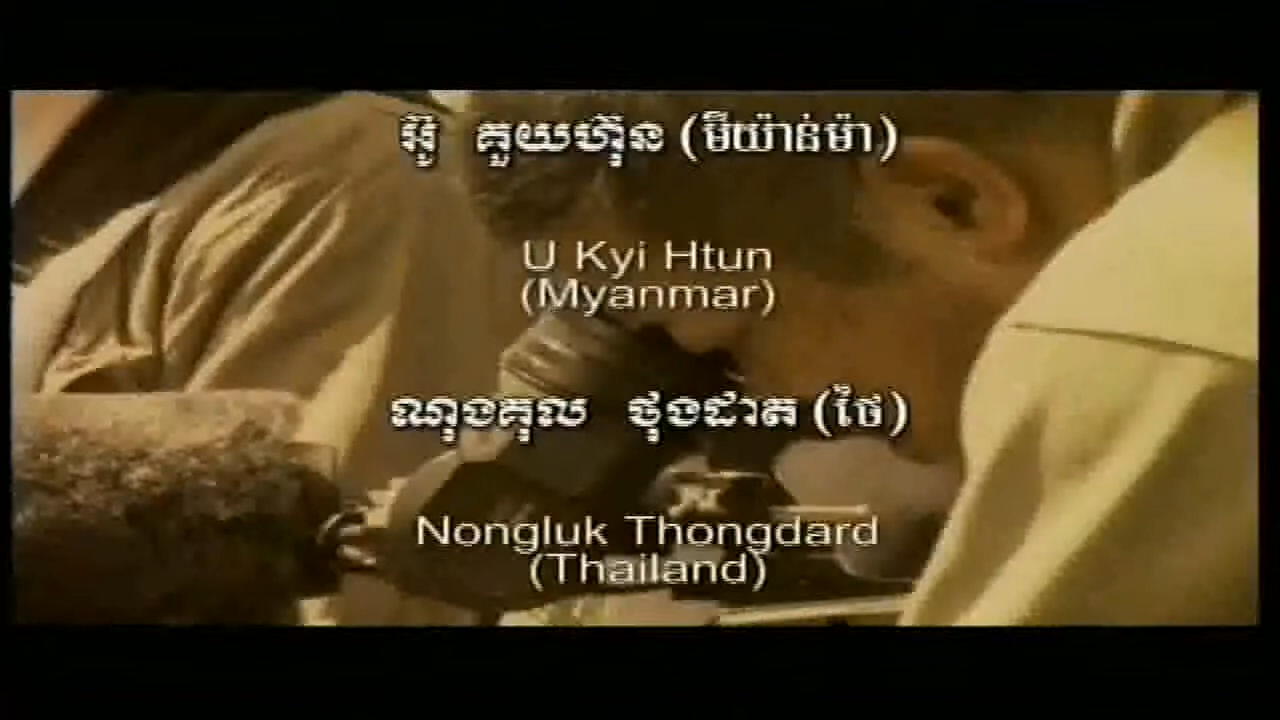 អ៊ូ គួយហ៊ុន (មីយ៉ាន់ម៉ា)
U Kyi Htun
(Myanmar)
ណុងគុល ថុងដាត (ថៃ)
Nongluk Thongdard
(Thailand)